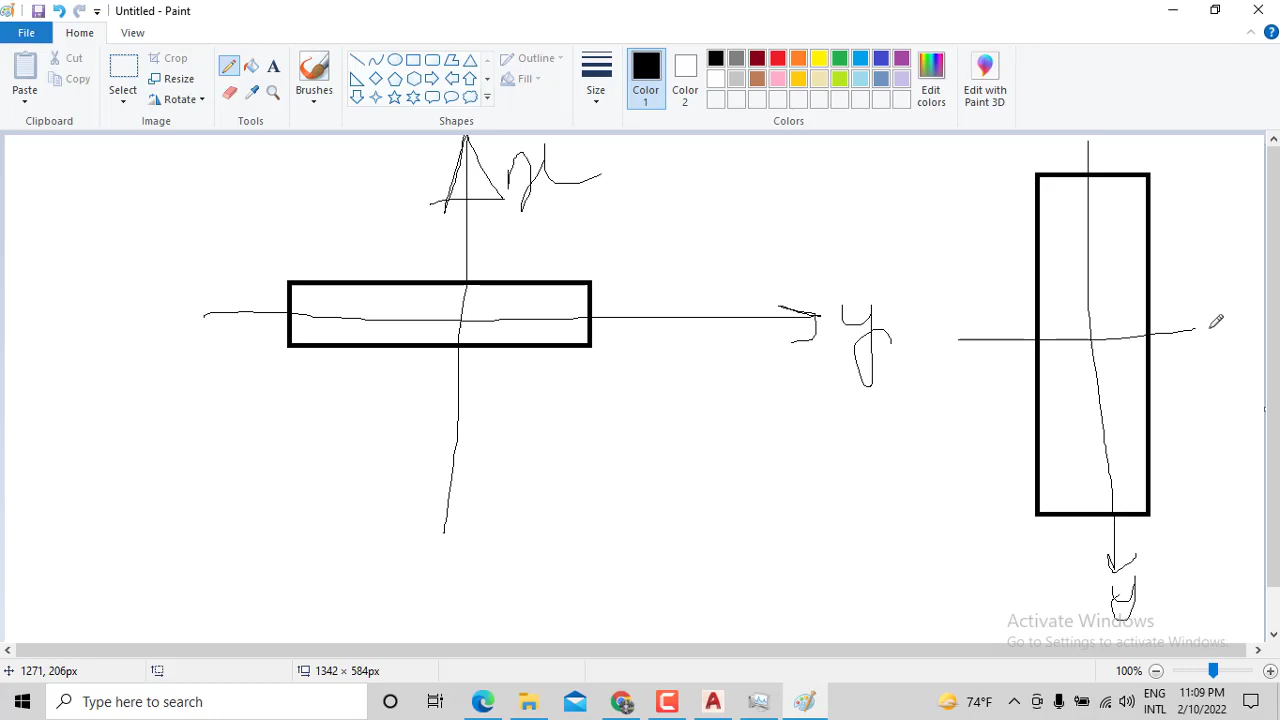 Untitled - Paint
File
Home
View
Paste
Cut
Copy
Clipboard
Select
Crop
Resize
Rotate
Image
Tools
Brushes
Shapes
Outline
Fill
Size
Color
1
Color
2
Colors
Edit
colors
Edit with
Paint 3D
x
y
y
Activate Windows
Go to Settings to activate Windows.
1271, 206px
1342 × 584px
100%
Type here to search
74°F
ENG
INTL
11:09 PM
2/10/2022